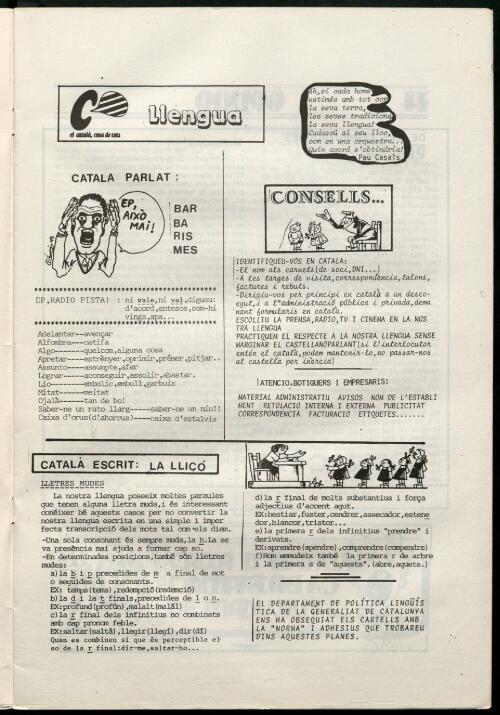 el català, cosa de tots
llengua
Ah, si cada home
estimés amb tot cor
la seva terra,
les seves tradicions
la seva llengua!
Cadascú al seu lloc,
com en una orquestra...
Quin acord s'obtindria!
Pau Casals
CATALA PARLAT :
EP,
AIXÒ
MAI!
BAR
BA
RIS
MES
EP,RADIO PISTA! : ni vale,ni val,digueu:
d'acord,entesos,som-hi
vinga,apa...
Adelantar---avençar
Alfombra---catifa
Algo-------quelcom,alguna cosa
Apretar----estrènyer,oprimir,prémer,pitjar..
Assunto----assumpte,afer
Lograr-----aconseguir,assolir,abastar.
Lío--------embolic,embull,garbuix
Mitat------meitat
Ojalà------tan de bo!
Saber-ne un rato llarg-----saber-ne un niu!!
Caixa d'orus(d'ahorrus)----caixa d'estalvis
CONSELLS...
IDENTIFIQUEU-VOS EN CATALA:
-El nom als carnets(de soci,DNI...)
-A les targes de visita,correspondència,talons,
factures i rebuts.
-Dirigiu-vos per principi en català a un desco-
egut,i a l'administració pública i privada,dema
nant formularis en català.
ESCOLTIU LA PRENSA,RADIO,TV I CINEMA EN LA NOS
TRA LLENGUA
PRACTIQUEM EL RESPECTE A LA NOSTRA LLENGUA SENSE
MARGINAR EL CASTELLANOPARLANT(si l'interlocutor
entén el català,podem mantenir-lo,no passar-nos
al castella per inèrcia)
ATENCIO,BOTIGUERS I EMPRESARIS:
MATERIAL ADMINISTRATIU AVISOS NOM DE L'ESTABLI
MENT RETOLACIO INTERNA I EXTERNA PUBLICITAT
CORRESPONDENCIA FACTURACIO ETIQUETES.......
CATALÀ ESCRIT: LA LLIÇÓ
LLETRES MUDES
La nostra llengua poseeix moltes paraules
que tenen alguna lletra muda,i és interessant
conèixer bé aquests casos per no convertir la
nostra llengua escrita en una simple i imper
fecta transcripció dels mots tal com els diem.
-Una sola consonant és sempre muda,la h.La se
va presència mai ajuda a formar cap so.
-En determinades posicions,també són lletres
mudes:
a)la b i p precedides de m a final de mot
o seguides de consonants.
EX: temps(tems),redempció(redemció)
b)la d i la t finals,precedides de l o n.
EX:profund(profún),malalt(malál)
c)la r final dels infinitius no combinats
amb cap pronom feble.
EX:saltar(saltà),llegir(llegí),dir(dí)
Quan es combinen si que és perceptible el
so de la r final:dir-me,saltar-ho...
d)la r final de molts substantius i força
adjectius d'accent agut.
EX:bestiar,fuster,cendrer,assecador,estene
dor,blancor,tristor...
e)la primera r dels infinitius "prendre" i
derivats.
EX:aprendre(apendre),comprendre(compendre)
f)Hom emmudeix també la primera r de arbre
i la primera s de "aquests".(abre,aquets.)
EL DEPARTAMENT DE POLÍTICA LINGÜÍS
TICA DE LA GENERALIAT DE CATALUNYA
ENS HA OBSEQUIAT ELS CARTELLS AMB
LA "NORMA" I ADHESIUS QUE TROBAREU
DINS AQUESTES PLANES.